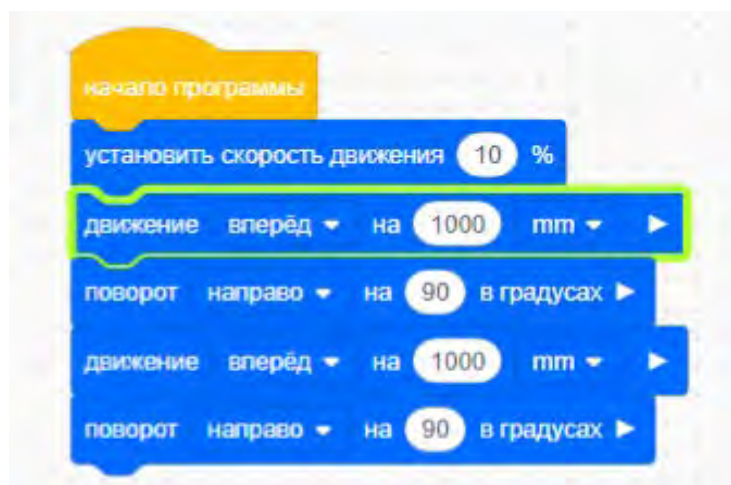 начало программы
установить скорость движения 10 %
движение вперёд на 1000 mm
поворот направо на 90 в градусах
движение вперёд на 1000 mm
поворот направо на 90 в градусах